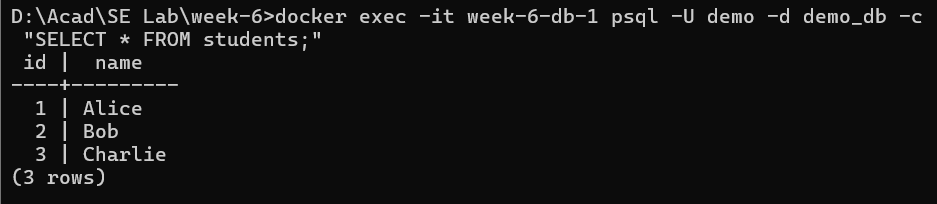 D:\Acad\SE Lab\week-6>docker exec -it week-6-db-1 psql -U demo -d demo_db -c
 "SELECT * FROM students;"
 id |  name
----+---------
  1 | Alice
  2 | Bob
  3 | Charlie
(3 rows)